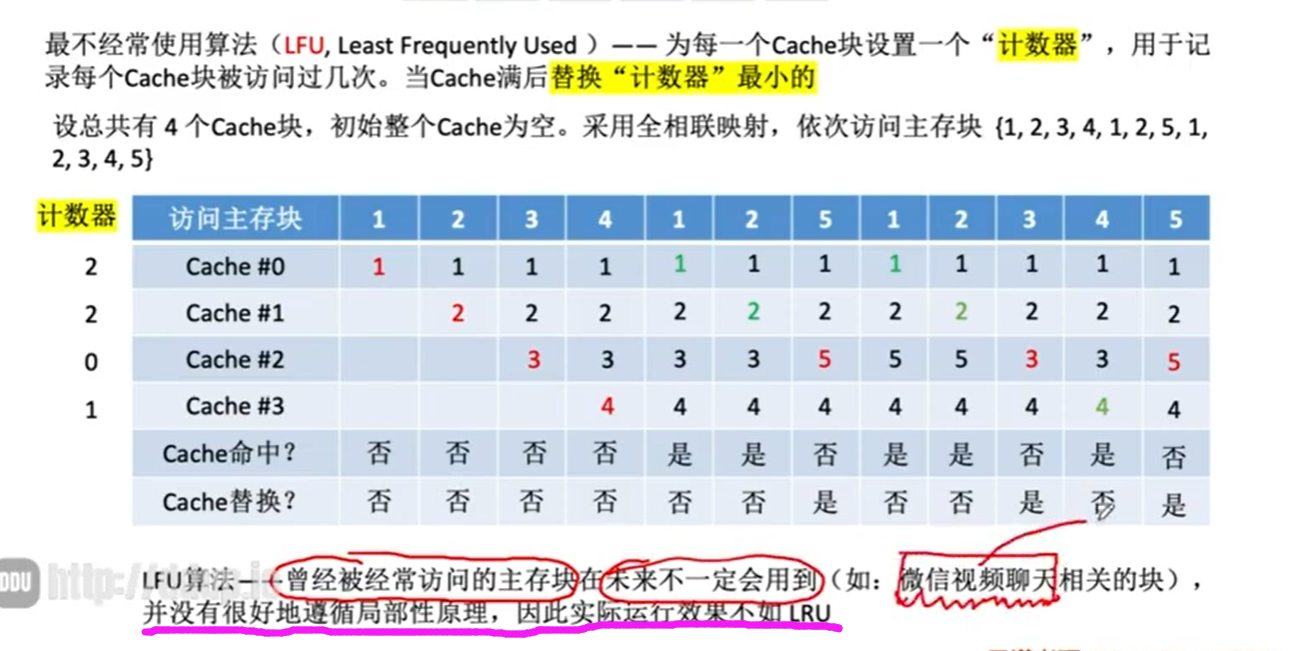 最不经常使用算法（LFU, Least Frequently Used ）—— 为每一个Cache块设置一个“计数器”，用于记
录每个Cache块被访问过几次。当Cache满后替换“计数器”最小的
设总共有 4 个Cache块，初始整个Cache为空。采用全相联映射，依次访问主存块 {1, 2, 3, 4, 1, 2, 5, 1,
2, 3, 4, 5}
计数器 访问主存块 1 2 3 4 1 2 5 1 2 3 4 5
2 Cache #0 1 1 1 1 1 1 1 1 1 1 1 1
2 Cache #1 2 2 2 2 2 2 2 2 2 2 2
0 Cache #2 3 3 3 3 5 5 5 3 3 5
1 Cache #3 4 4 4 4 4 4 4 4 4
Cache命中？ 否 否 否 否 是 是 否 是 是 否 是 否
Cache替换？ 否 否 否 否 否 否 是 否 否 是 否 是
LFU算法——曾经被经常访问的主存块在未来不一定会用到（如：微信视频聊天相关的块），
并没有很好地遵循局部性原理，因此实际运行效果不如 LRU